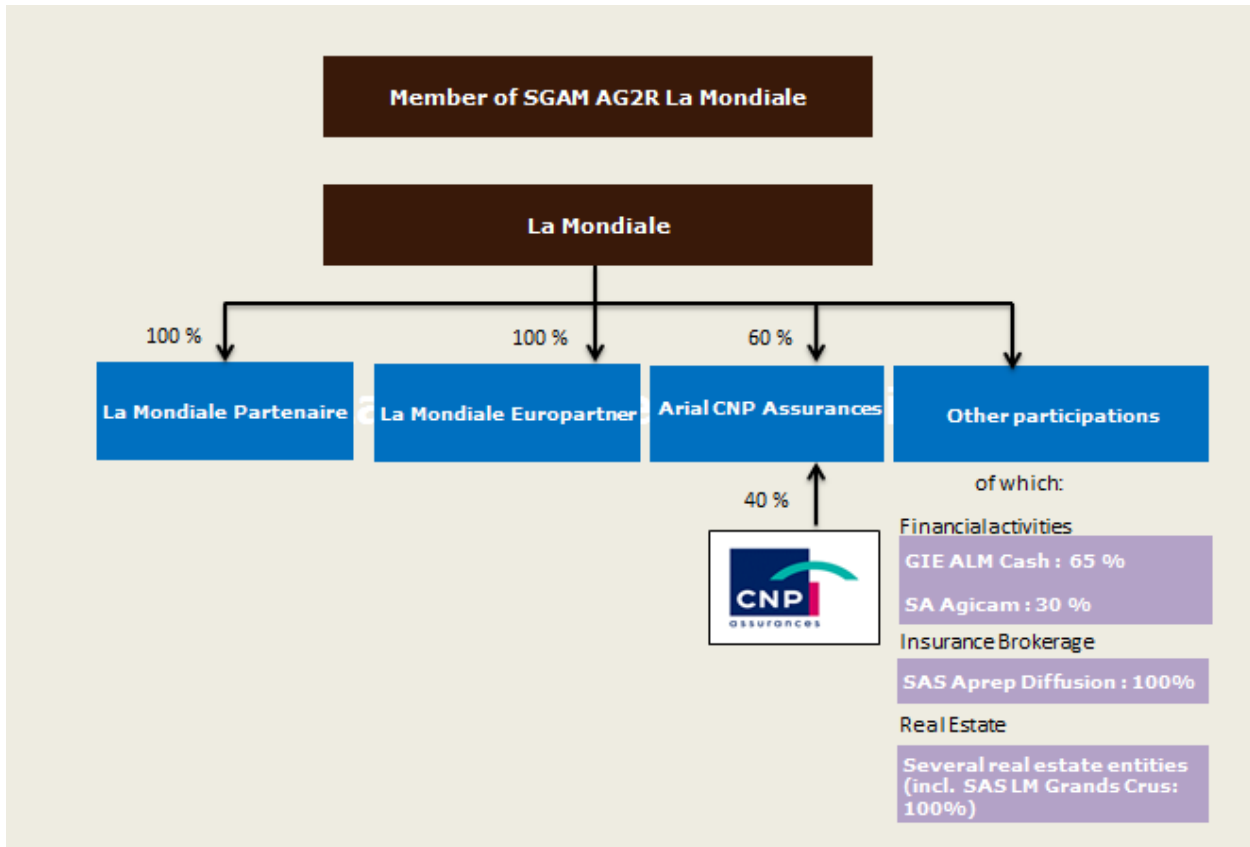 Member of SGAM AG2R La Mondiale
La Mondiale
100 %
100 %
60 %
La Mondiale Partenaire
La Mondiale Europartner
Arial CNP Assurances
Other participations
40 %
of which:
CNP
assurances
Financial activities
GIE ALM Cash : 65 %
SA Agicam : 30 %
Insurance Brokerage
SAS Aprep Diffusion : 100%
Real Estate
Several real estate entities
(incl. SAS LM Grands Crus:
100%)